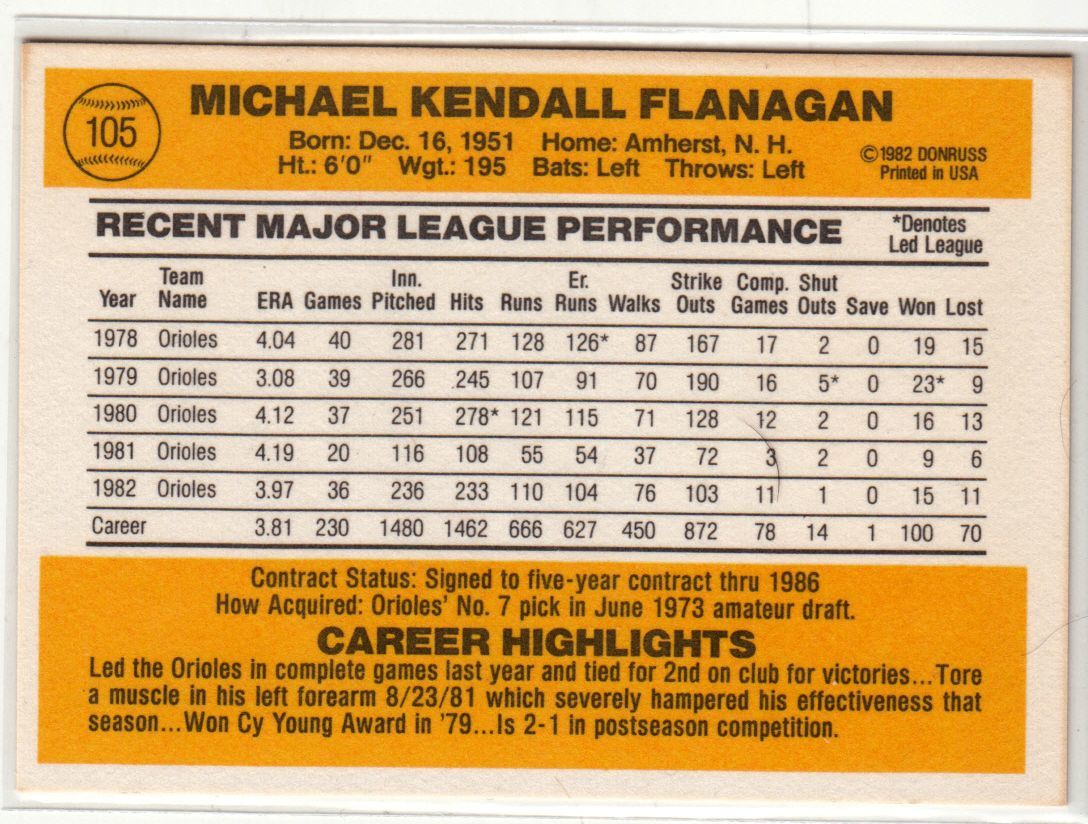 105
MICHAEL KENDALL FLANAGAN
Born: Dec. 16, 1951 Home: Amherst, N. H.
Ht.: 6'0" Wgt.: 195 Bats: Left Throws: Left
©1982 DONRUSS
Printed in USA
RECENT MAJOR LEAGUE PERFORMANCE
*Denotes
Led League
Year Team Name ERA Games Inn. Pitched Hits Runs Er. Runs Walks Strike Outs Comp. Games Shut Outs Save Won Lost
1978 Orioles 4.04 40 281 271 128 126* 87 167 17 2 0 19 15
1979 Orioles 3.08 39 266 245 107 91 70 190 16 5* 0 23* 9
1980 Orioles 4.12 37 251 278* 121 115 71 128 12 2 0 16 13
1981 Orioles 4.19 20 116 108 55 54 37 72 3 2 0 9 6
1982 Orioles 3.97 36 236 233 110 104 76 103 11 1 0 15 11
Career 3.81 230 1480 1462 666 627 450 872 78 14 1 100 70
Contract Status: Signed to five-year contract thru 1986
How Acquired: Orioles' No. 7 pick in June 1973 amateur draft.
CAREER HIGHLIGHTS
Led the Orioles in complete games last year and tied for 2nd on club for victories...Tore
a muscle in his left forearm 8/23/81 which severely hampered his effectiveness that
season...Won Cy Young Award in '79...Is 2-1 in postseason competition.